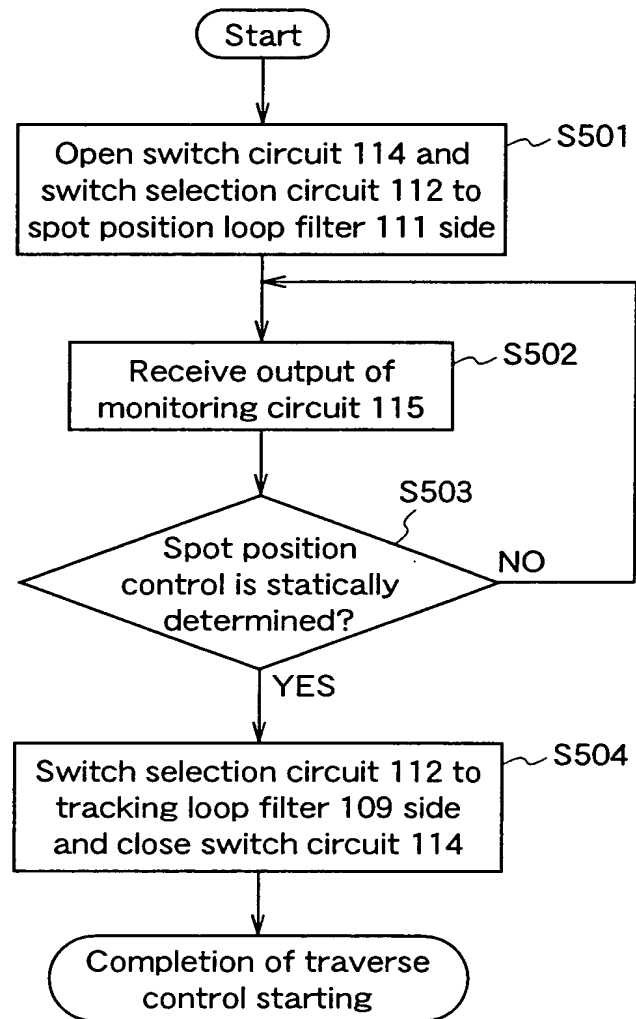 Start
S501
Open switch circuit 114 and
switch selection circuit 112 to
spot position loop filter 111 side
S502
Receive output of
monitoring circuit 115
S503
Spot position
control is statically
determined?
NO
YES
S504
Switch selection circuit 112 to
tracking loop filter 109 side
and close switch circuit 114
Completion of traverse
control starting